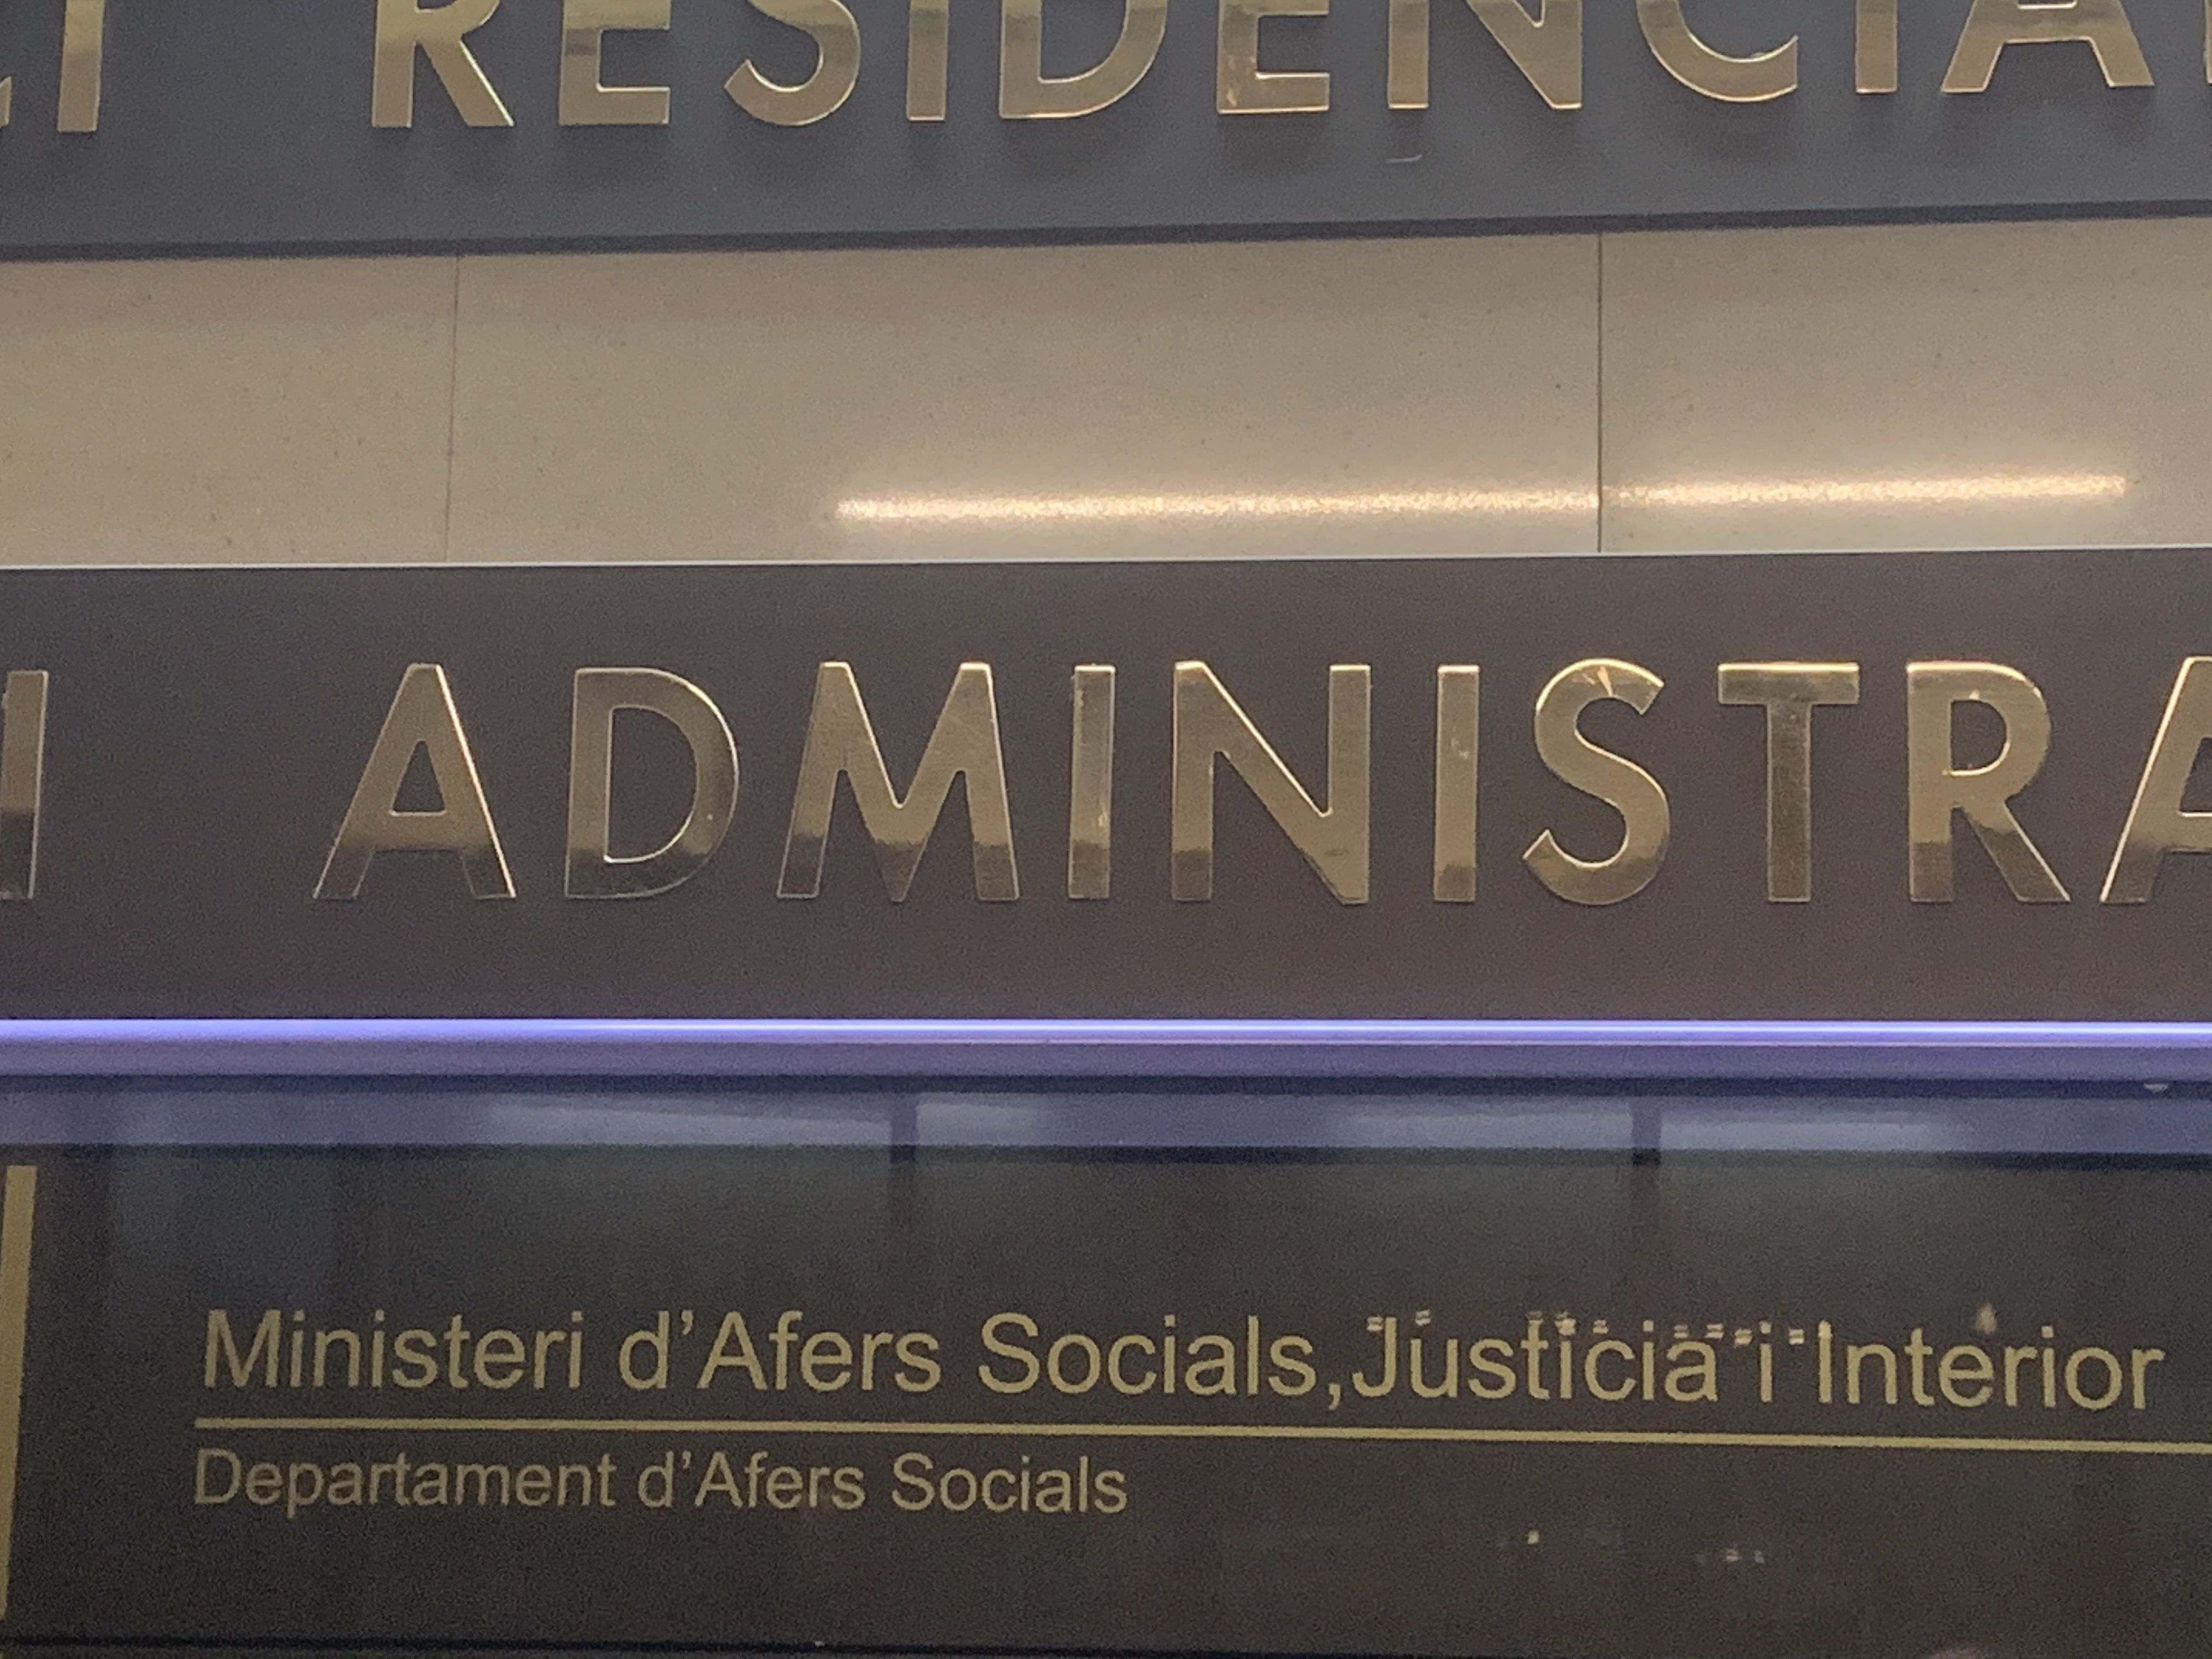 I RESIDENCIA
I ADMINISTRA
Ministeri d'Afers Socials,Justícia i Interior
Departament d'Afers Socials